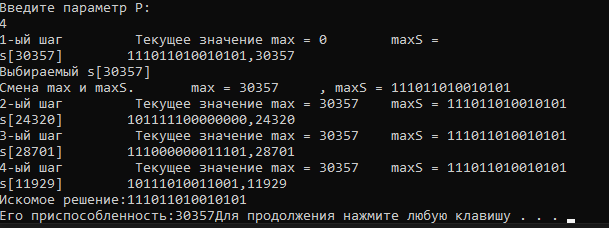 Введите параметр P:
4
1-ый шаг Текущее значение max = 0 maxS =
s[30357] 111011010010101,30357
Выбираемый s[30357]
Смена max и maxS. max = 30357 , maxS = 111011010010101
2-ый шаг Текущее значение max = 30357 maxS = 111011010010101
s[24320] 101111100000000,24320
3-ый шаг Текущее значение max = 30357 maxS = 111011010010101
s[28701] 111000000011101,28701
4-ый шаг Текущее значение max = 30357 maxS = 111011010010101
s[11929] 10111010011001,11929
Искомое решение:111011010010101
Его приспособленность:30357Для продолжения нажмите любую клавишу . . .